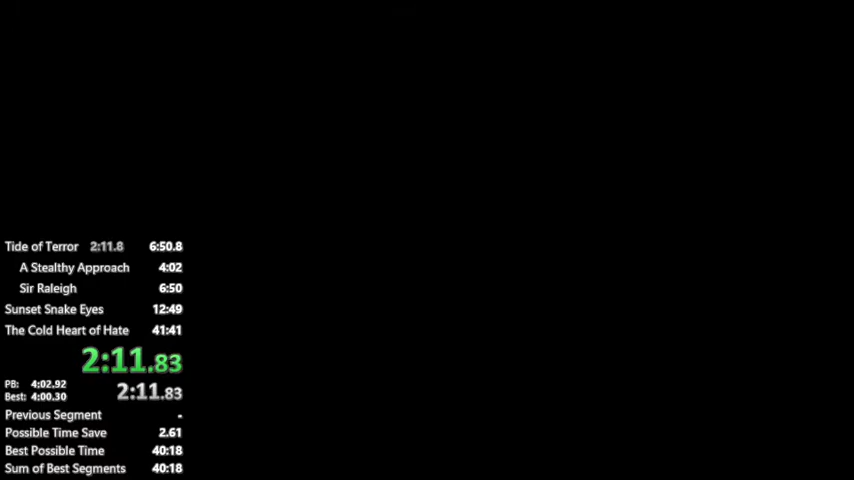 Tide of Terror 2:11.8 6:50.8
A Stealthy Approach 4:02
Sir Raleigh 6:50
Sunset Snake Eyes 12:49
The Cold Heart of Hate 41:41
2:11.83
PB: 4:02.92
Best: 4:00.30 2:11.83
Previous Segment -
Possible Time Save 2.61
Best Possible Time 40:18
Sum of Best Segments 40:18